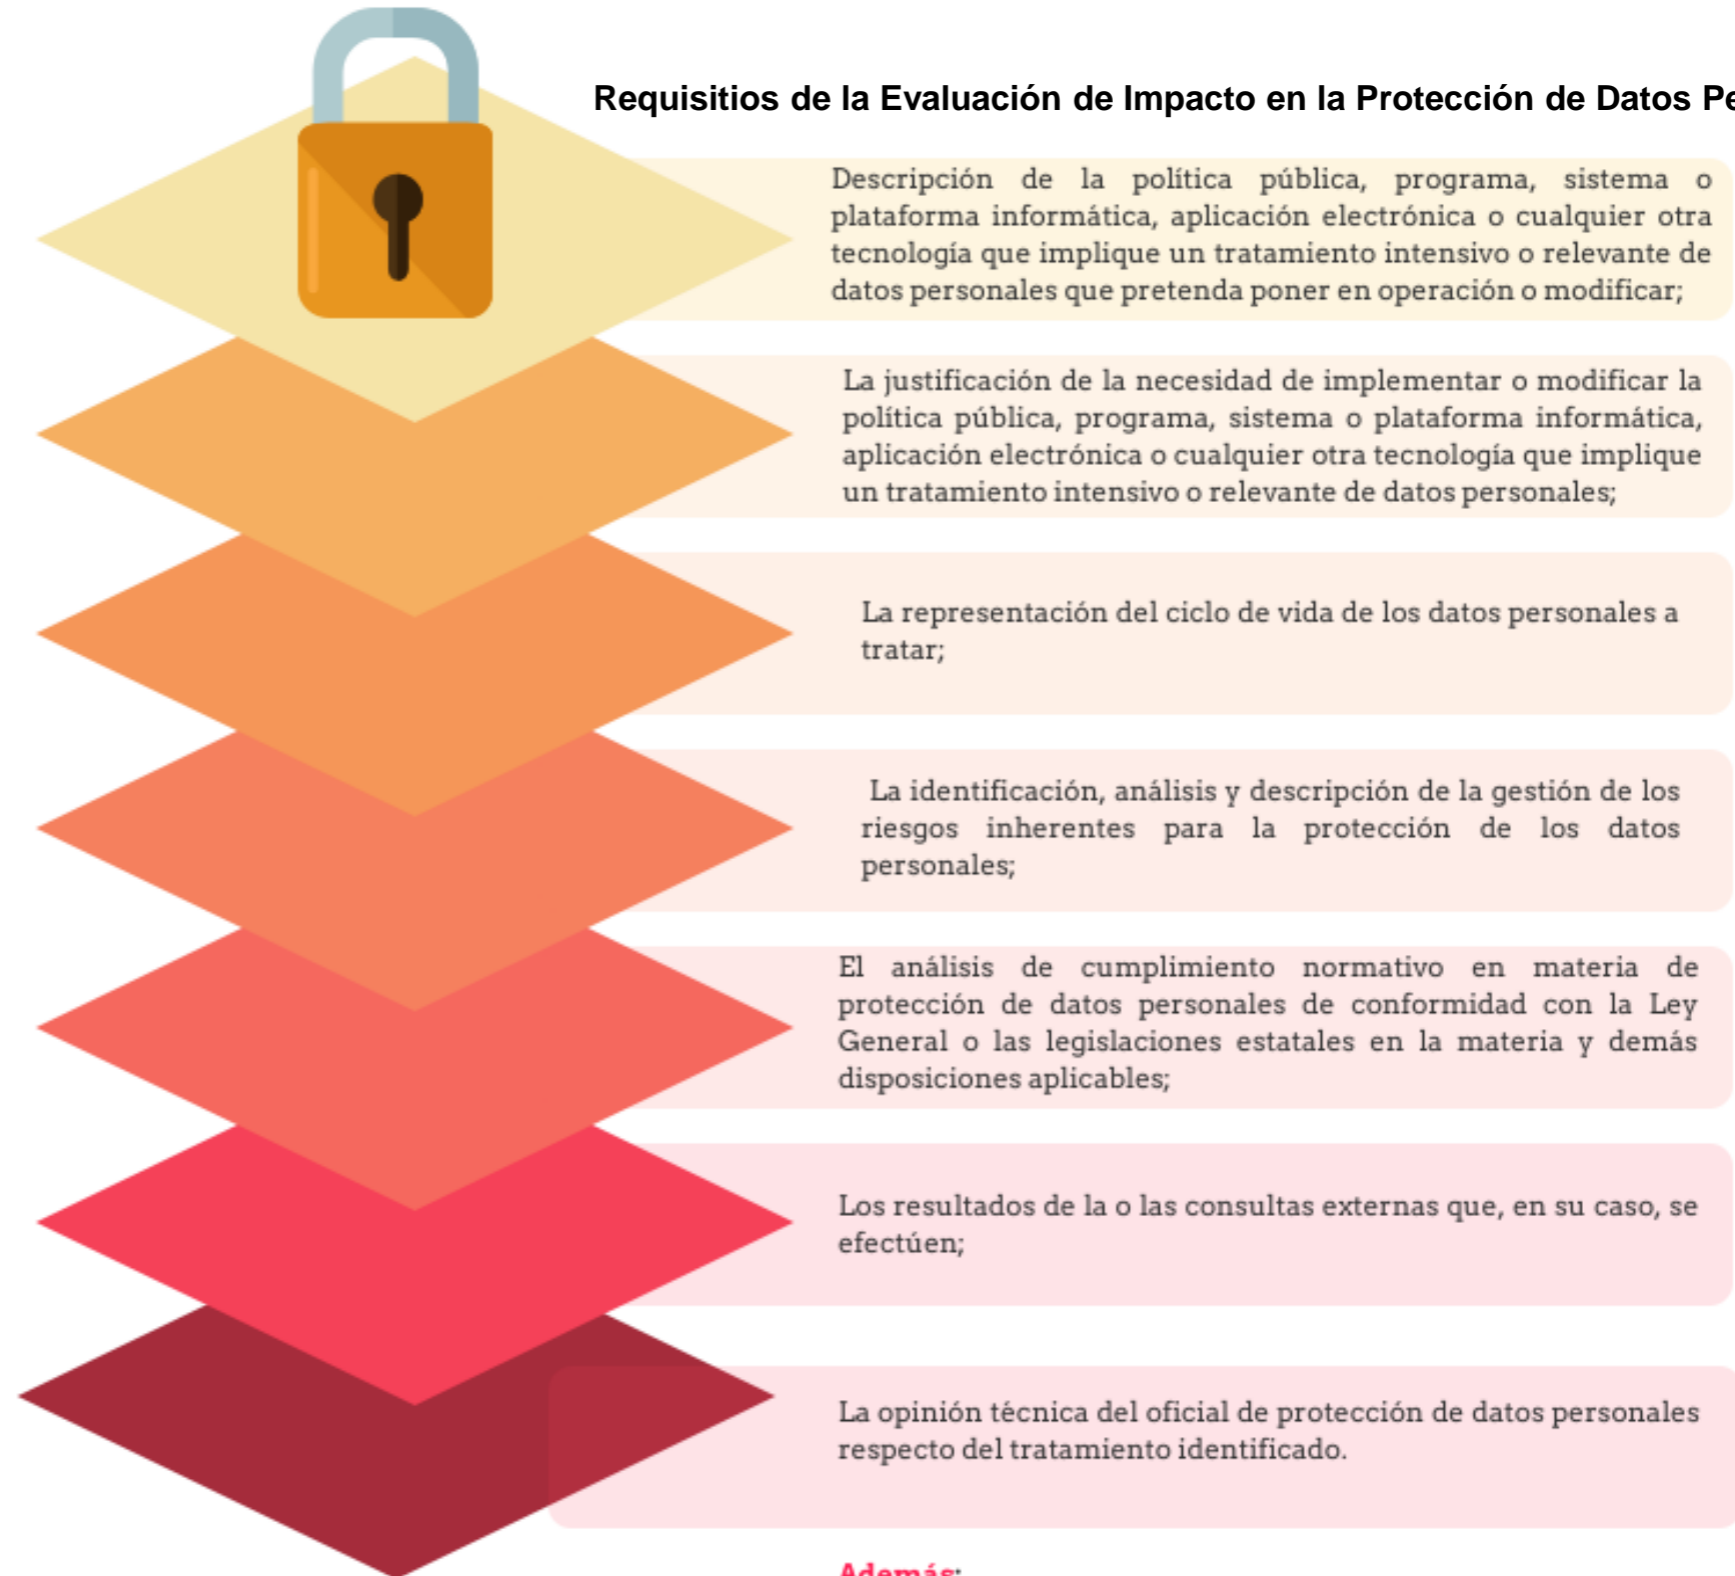 Requisitios de la Evaluación de Impacto en la Protección de Datos
Descripción de la política pública, programa, sistema o
plataforma informática, aplicación electrónica o cualquier otra
tecnología que implique un tratamiento intensivo o relevante de
datos personales que pretenda poner en operación o modificar;
La justificación de la necesidad de implementar o modificar la
política pública, programa, sistema o plataforma informática,
aplicación electrónica o cualquier otra tecnología que implique
un tratamiento intensivo o relevante de datos personales;
La representación del ciclo de vida de los datos personales a
tratar;
La identificación, análisis y descripción de la gestión de los
riesgos inherentes para la protección de los datos
personales;
El análisis de cumplimiento normativo en materia de
protección de datos personales de conformidad con la Ley
General o las legislaciones estatales en la materia y demás
disposiciones aplicables;
Los resultados de la o las consultas externas que, en su caso, se
efectúen;
La opinión técnica del oficial de protección de datos personales
respecto del tratamiento identificado.
Además: